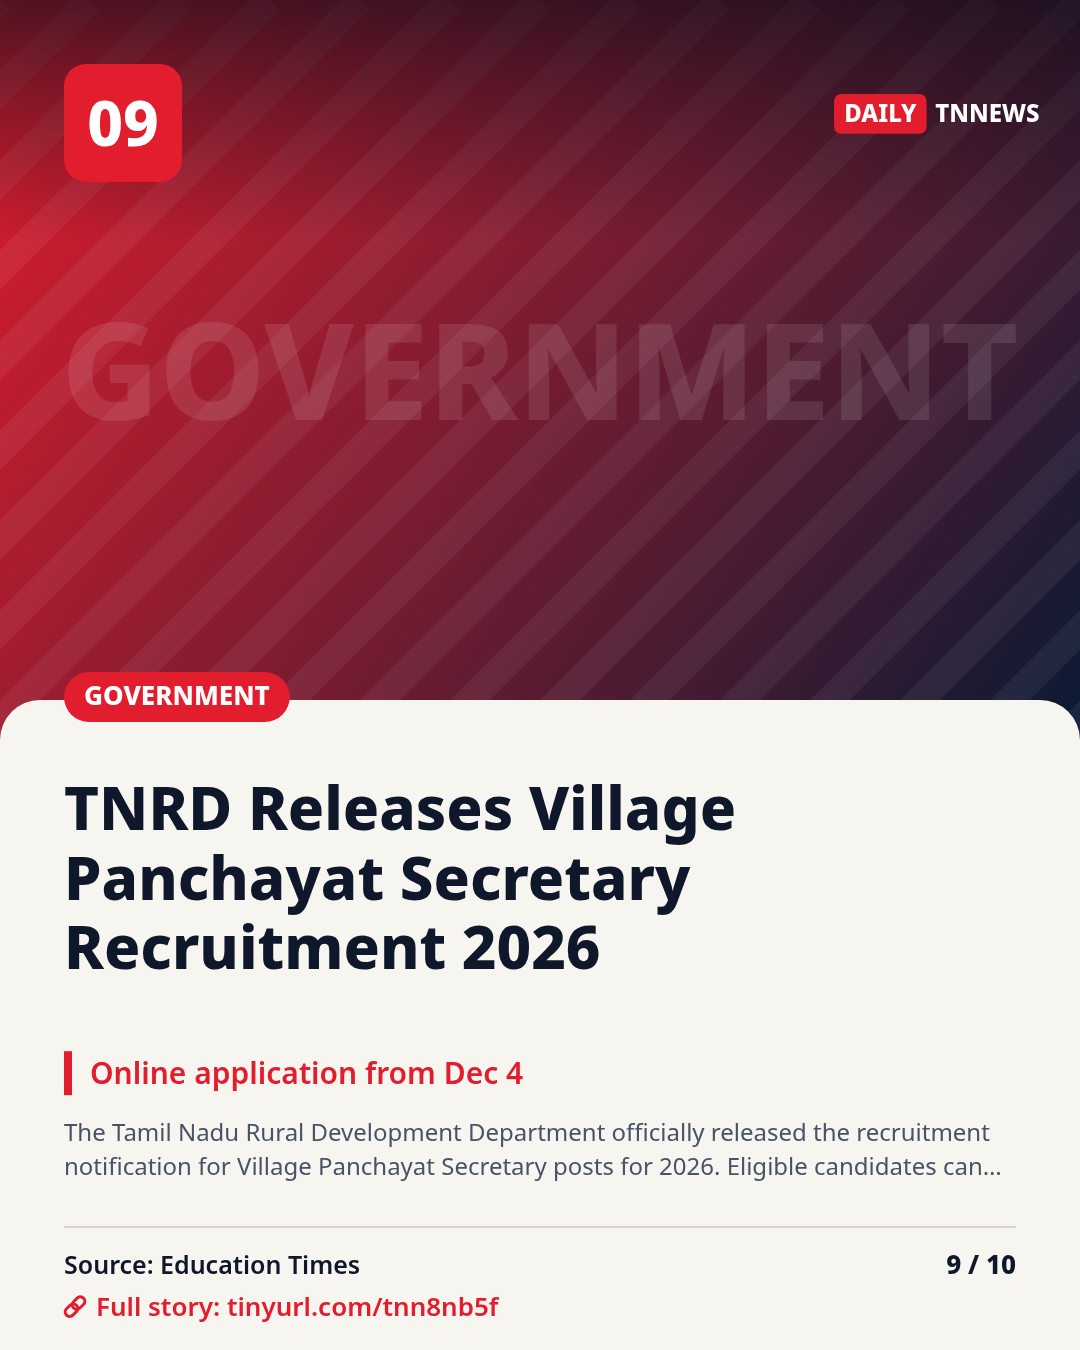 09
DAILY TNNEWS
GOVERNMENT
GOVERNMENT
TNRD Releases Village
Panchayat Secretary
Recruitment 2026
Online application from Dec 4
The Tamil Nadu Rural Development Department officially released the recruitment
notification for Village Panchayat Secretary posts for 2026. Eligible candidates can...
Source: Education Times
9 / 10
Full story: tinyurl.com/tnn8nb5f